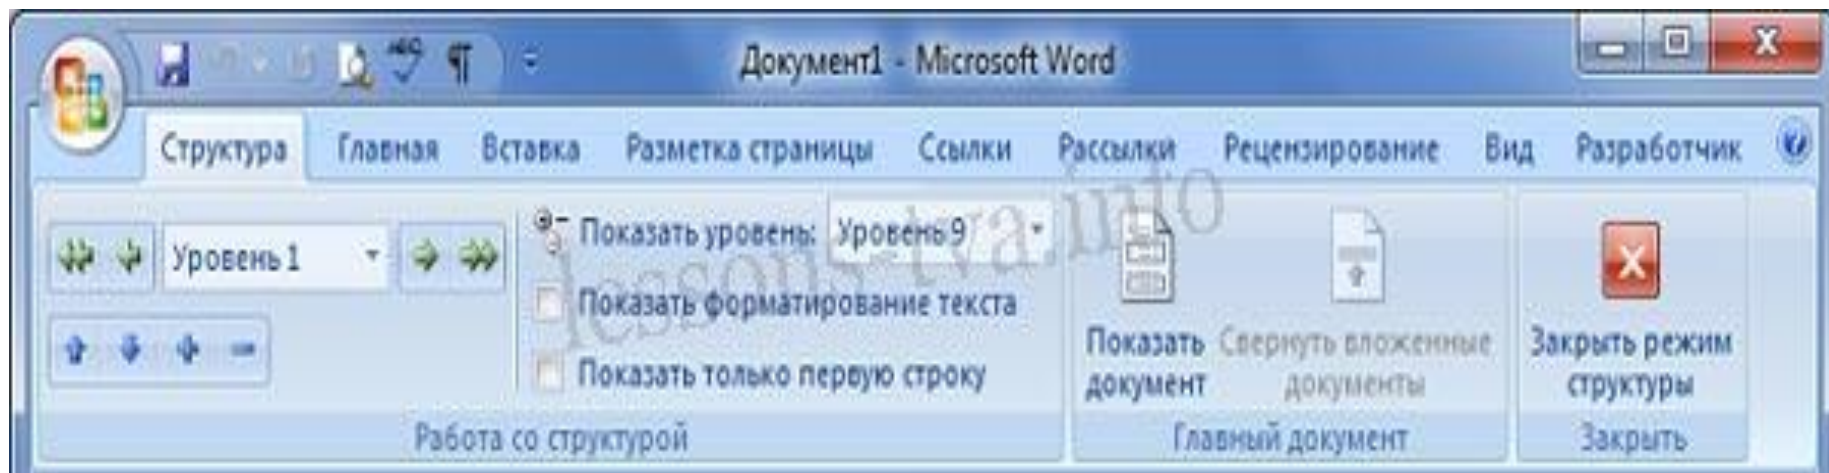 Документ1 - Microsoft Word
Структура Главная Вставка Разметка страницы Ссылки Рассылки Рецензирование Вид Разработчик
Уровень 1
Показать уровень: Уровень 9
Показать форматирование текста
Показать только первую строку
Работа со структурой
Показать
документ
Свернуть вложенные
документы
Главный документ
Закрыть режим
структуры
Закрыть
lessons-tva.info